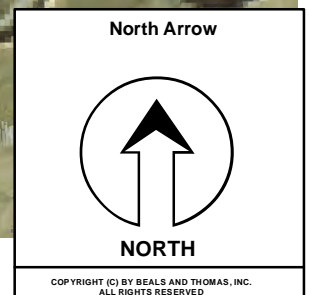 North Arrow
NORTH
COPYRIGHT (C) BY BEALS AND THOMAS, INC.
ALL RIGHTS RESERVED